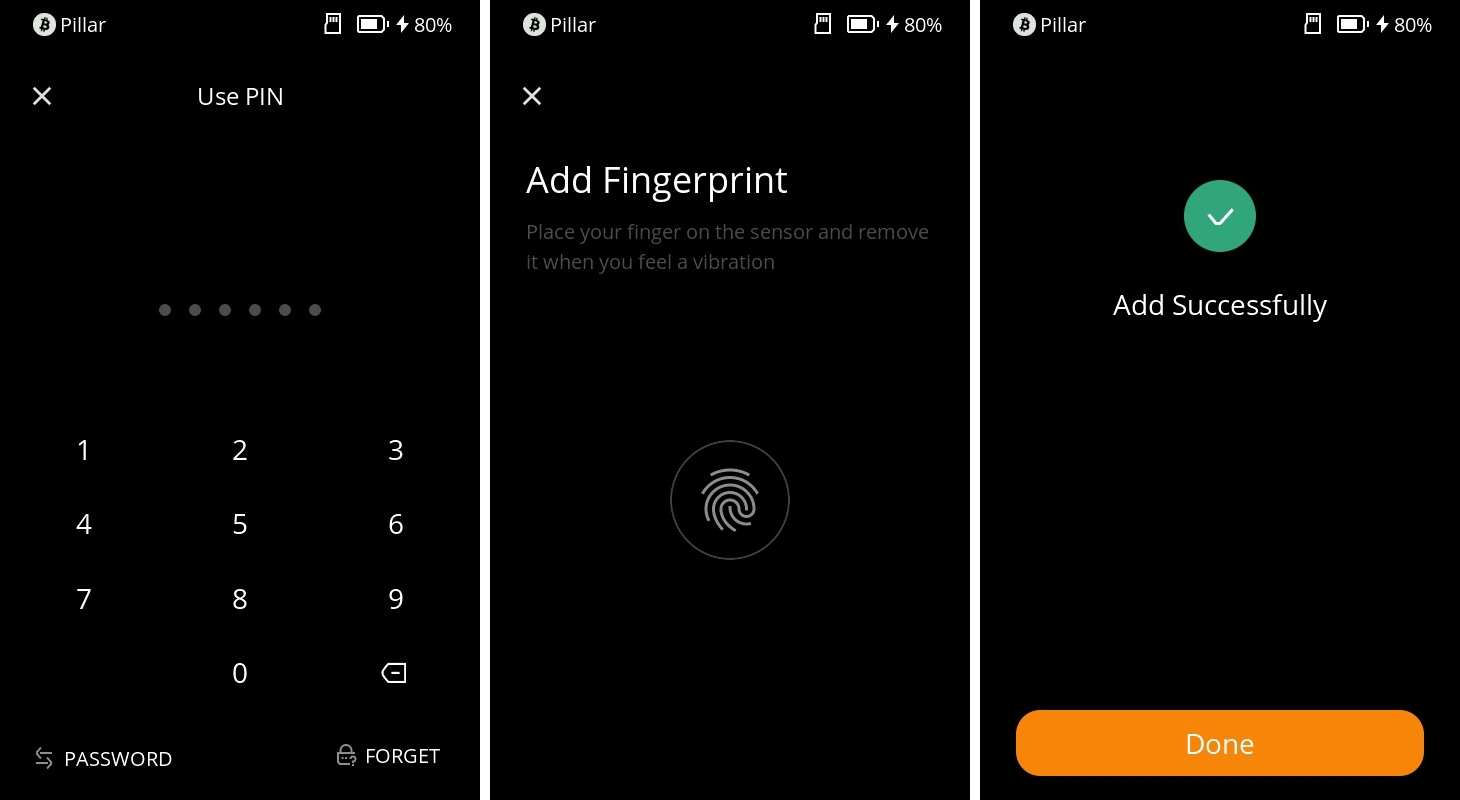 Pillar 80%
Use PIN
1 2 3
4 5 6
7 8 9
0
PASSWORD FORGET
Pillar 80%
Add Fingerprint
Place your finger on the sensor and remove
it when you feel a vibration
Pillar 80%
Add Successfully
Done